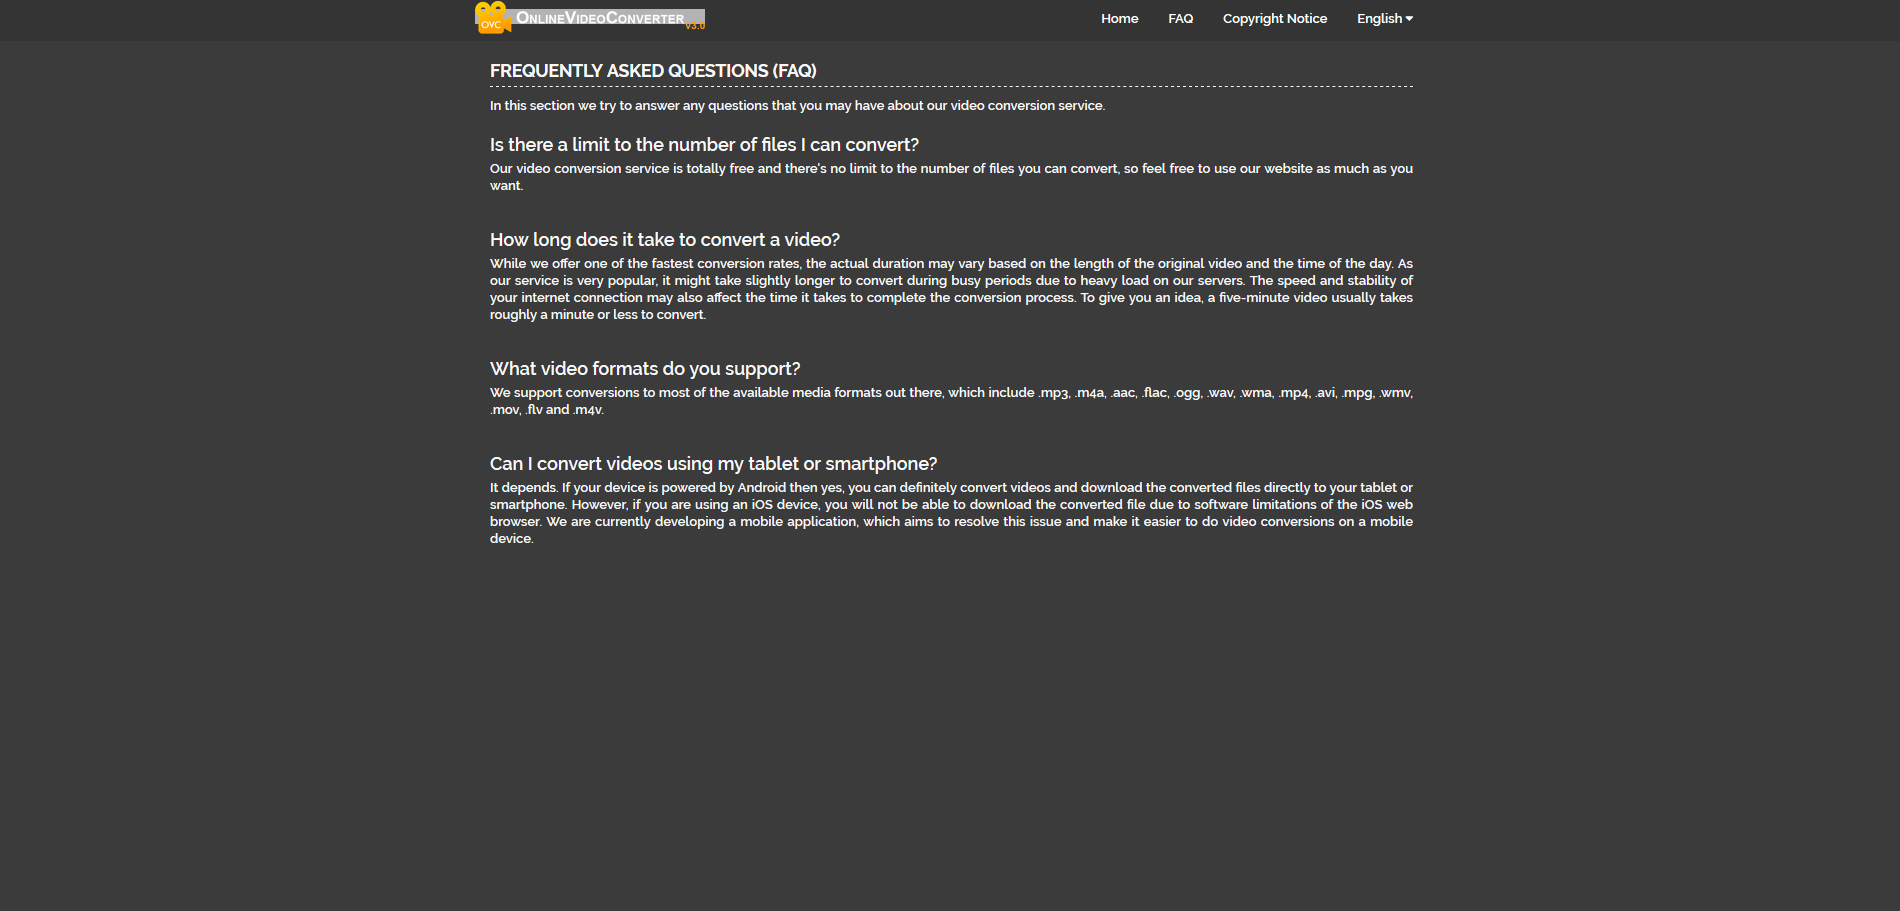 OVC OnlineVideoConverter v3.0
Home FAQ Copyright Notice English
FREQUENTLY ASKED QUESTIONS (FAQ)
In this section we try to answer any questions that you may have about our video conversion service.
Is there a limit to the number of files I can convert?
Our video conversion service is totally free and there's no limit to the number of files you can convert, so feel free to use our website as much as you
want.
How long does it take to convert a video?
While we offer one of the fastest conversion rates, the actual duration may vary based on the length of the original video and the time of the day. As
our service is very popular, it might take slightly longer to convert during busy periods due to heavy load on our servers. The speed and stability of
your internet connection may also affect the time it takes to complete the conversion process. To give you an idea, a five-minute video usually takes
roughly a minute or less to convert.
What video formats do you support?
We support conversions to most of the available media formats out there, which include .mp3, .m4a, .aac, .flac, .ogg, .wav, .wma, .mp4, .avi, .mpg, .wmv,
.mov, .flv and .m4v.
Can I convert videos using my tablet or smartphone?
It depends. If your device is powered by Android then yes, you can definitely convert videos and download the converted files directly to your tablet or
smartphone. However, if you are using an iOS device, you will not be able to download the converted file due to software limitations of the iOS web
browser. We are currently developing a mobile application, which aims to resolve this issue and make it easier to do video conversions on a mobile
device.